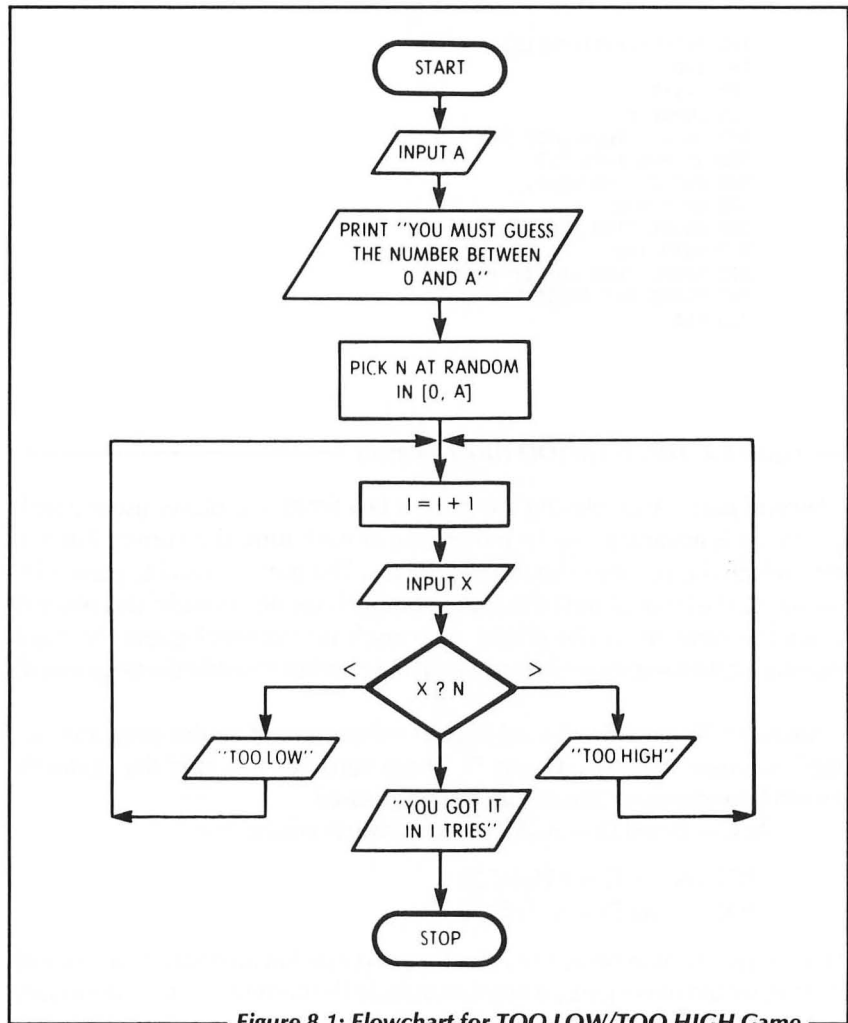 START
INPUT A
PRINT "YOU MUST GUESS
THE NUMBER BETWEEN
0 AND A"
PICK N AT RANDOM
IN [0, A]
I = I + 1
INPUT X
<
X ? N
>
"TOO LOW"
"TOO HIGH"
"YOU GOT IT
IN I TRIES"
STOP
Figure 8.1: Flowchart for TOO LOW/TOO HIGH Game